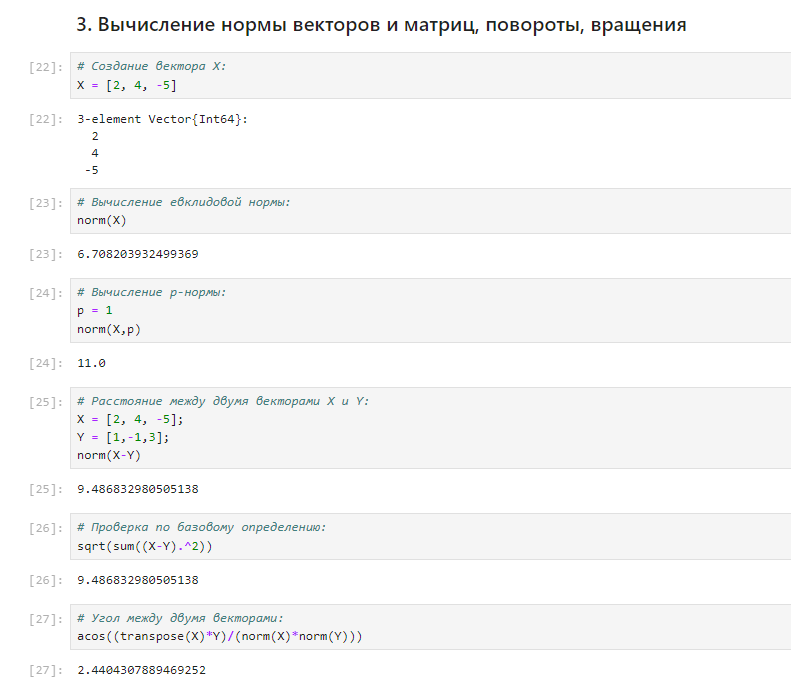 3. Вычисление нормы векторов и матриц, повороты, вращения
[22]: # Создание вектора X:
X = [2, 4, -5]
[22]: 3-element Vector{Int64}:
2
4
-5
[23]: # Вычисление евклидовой нормы:
norm(X)
[23]: 6.708203932499369
[24]: # Вычисление p-нормы:
p = 1
norm(X,p)
[24]: 11.0
[25]: # Расстояние между двумя векторами X и Y:
X = [2, 4, -5];
Y = [1,-1,3];
norm(X-Y)
[25]: 9.486832980505138
[26]: # Проверка по базовому определению:
sqrt(sum((X-Y).^2))
[26]: 9.486832980505138
[27]: # Угол между двумя векторами:
acos((transpose(X)*Y)/(norm(X)*norm(Y)))
[27]: 2.4404307889469252